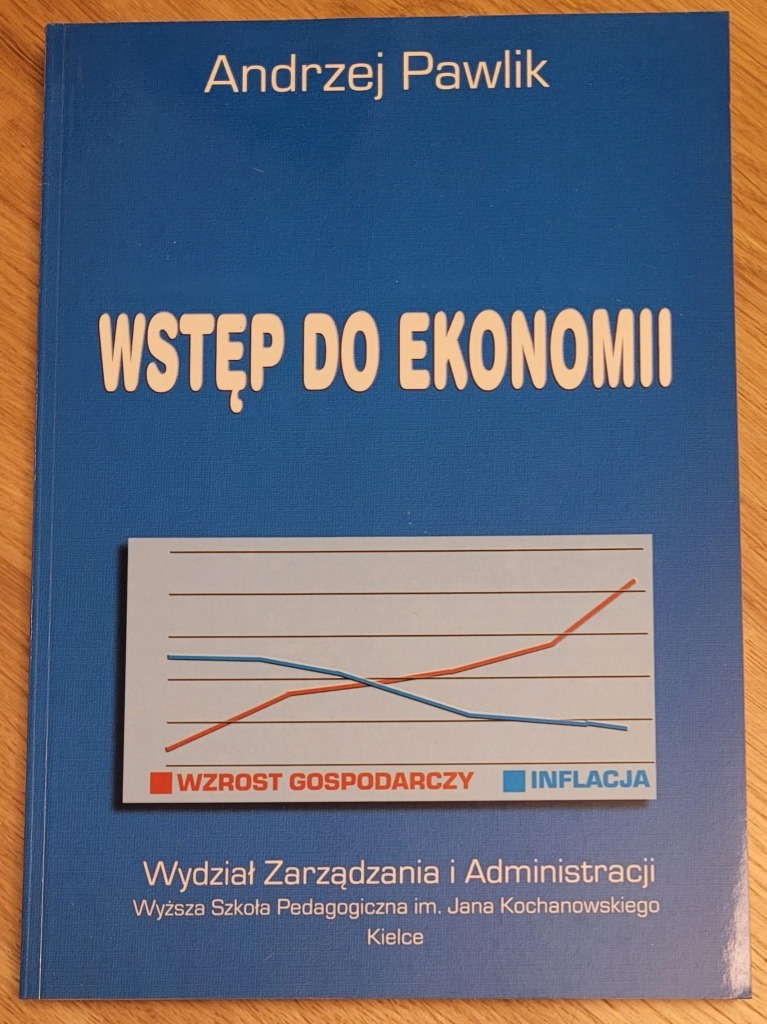 Andrzej Pawlik
WSTĘP DO EKONOMII
WZROST GOSPODARCZY INFLACJA
Wydział Zarządzania i Administracji
Wyższa Szkoła Pedagogiczna im. Jana Kochanowskiego
Kielce